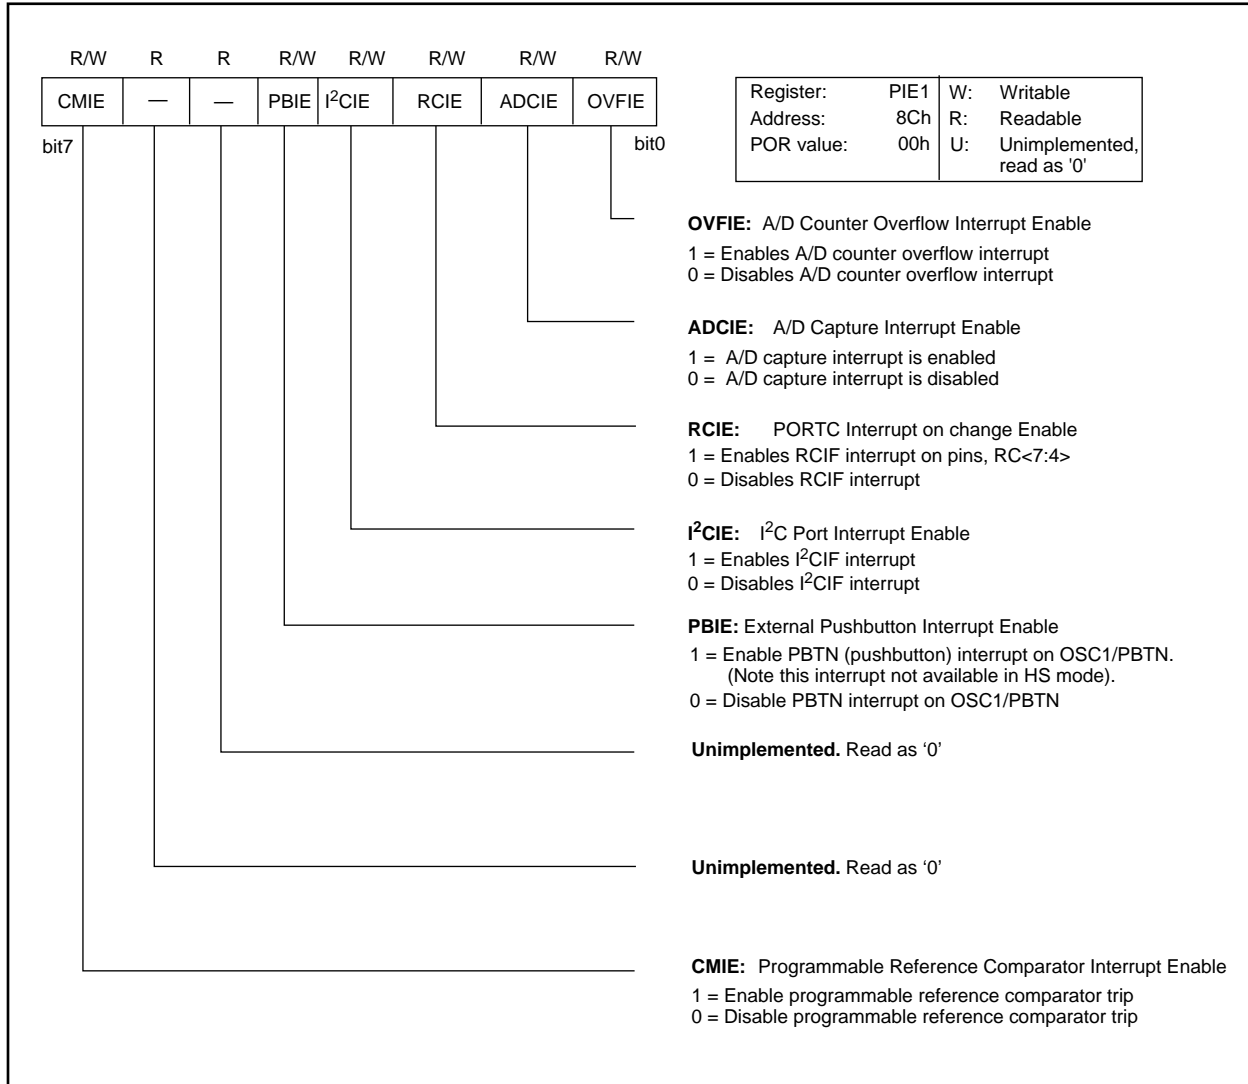 R/W R R R/W R/W R/W R/W R/W
CMIE — — PBIE I²CIE RCIE ADCIE OVFIE
bit7 bit0
Register: PIE1 W: Writable
Address: 8Ch R: Readable
POR value: 00h U: Unimplemented,
read as '0'
OVFIE: A/D Counter Overflow Interrupt Enable
1 = Enables A/D counter overflow interrupt
0 = Disables A/D counter overflow interrupt
ADCIE: A/D Capture Interrupt Enable
1 = A/D capture interrupt is enabled
0 = A/D capture interrupt is disabled
RCIE: PORTC Interrupt on change Enable
1 = Enables RCIF interrupt on pins, RC<7:4>
0 = Disables RCIF interrupt
I²CIE: I²C Port Interrupt Enable
1 = Enables I²CIF interrupt
0 = Disables I²CIF interrupt
PBIE: External Pushbutton Interrupt Enable
1 = Enable PBTN (pushbutton) interrupt on OSC1/PBTN.
(Note this interrupt not available in HS mode).
0 = Disable PBTN interrupt on OSC1/PBTN
Unimplemented. Read as ‘0’
Unimplemented. Read as ‘0’
CMIE: Programmable Reference Comparator Interrupt Enable
1 = Enable programmable reference comparator trip
0 = Disable programmable reference comparator trip